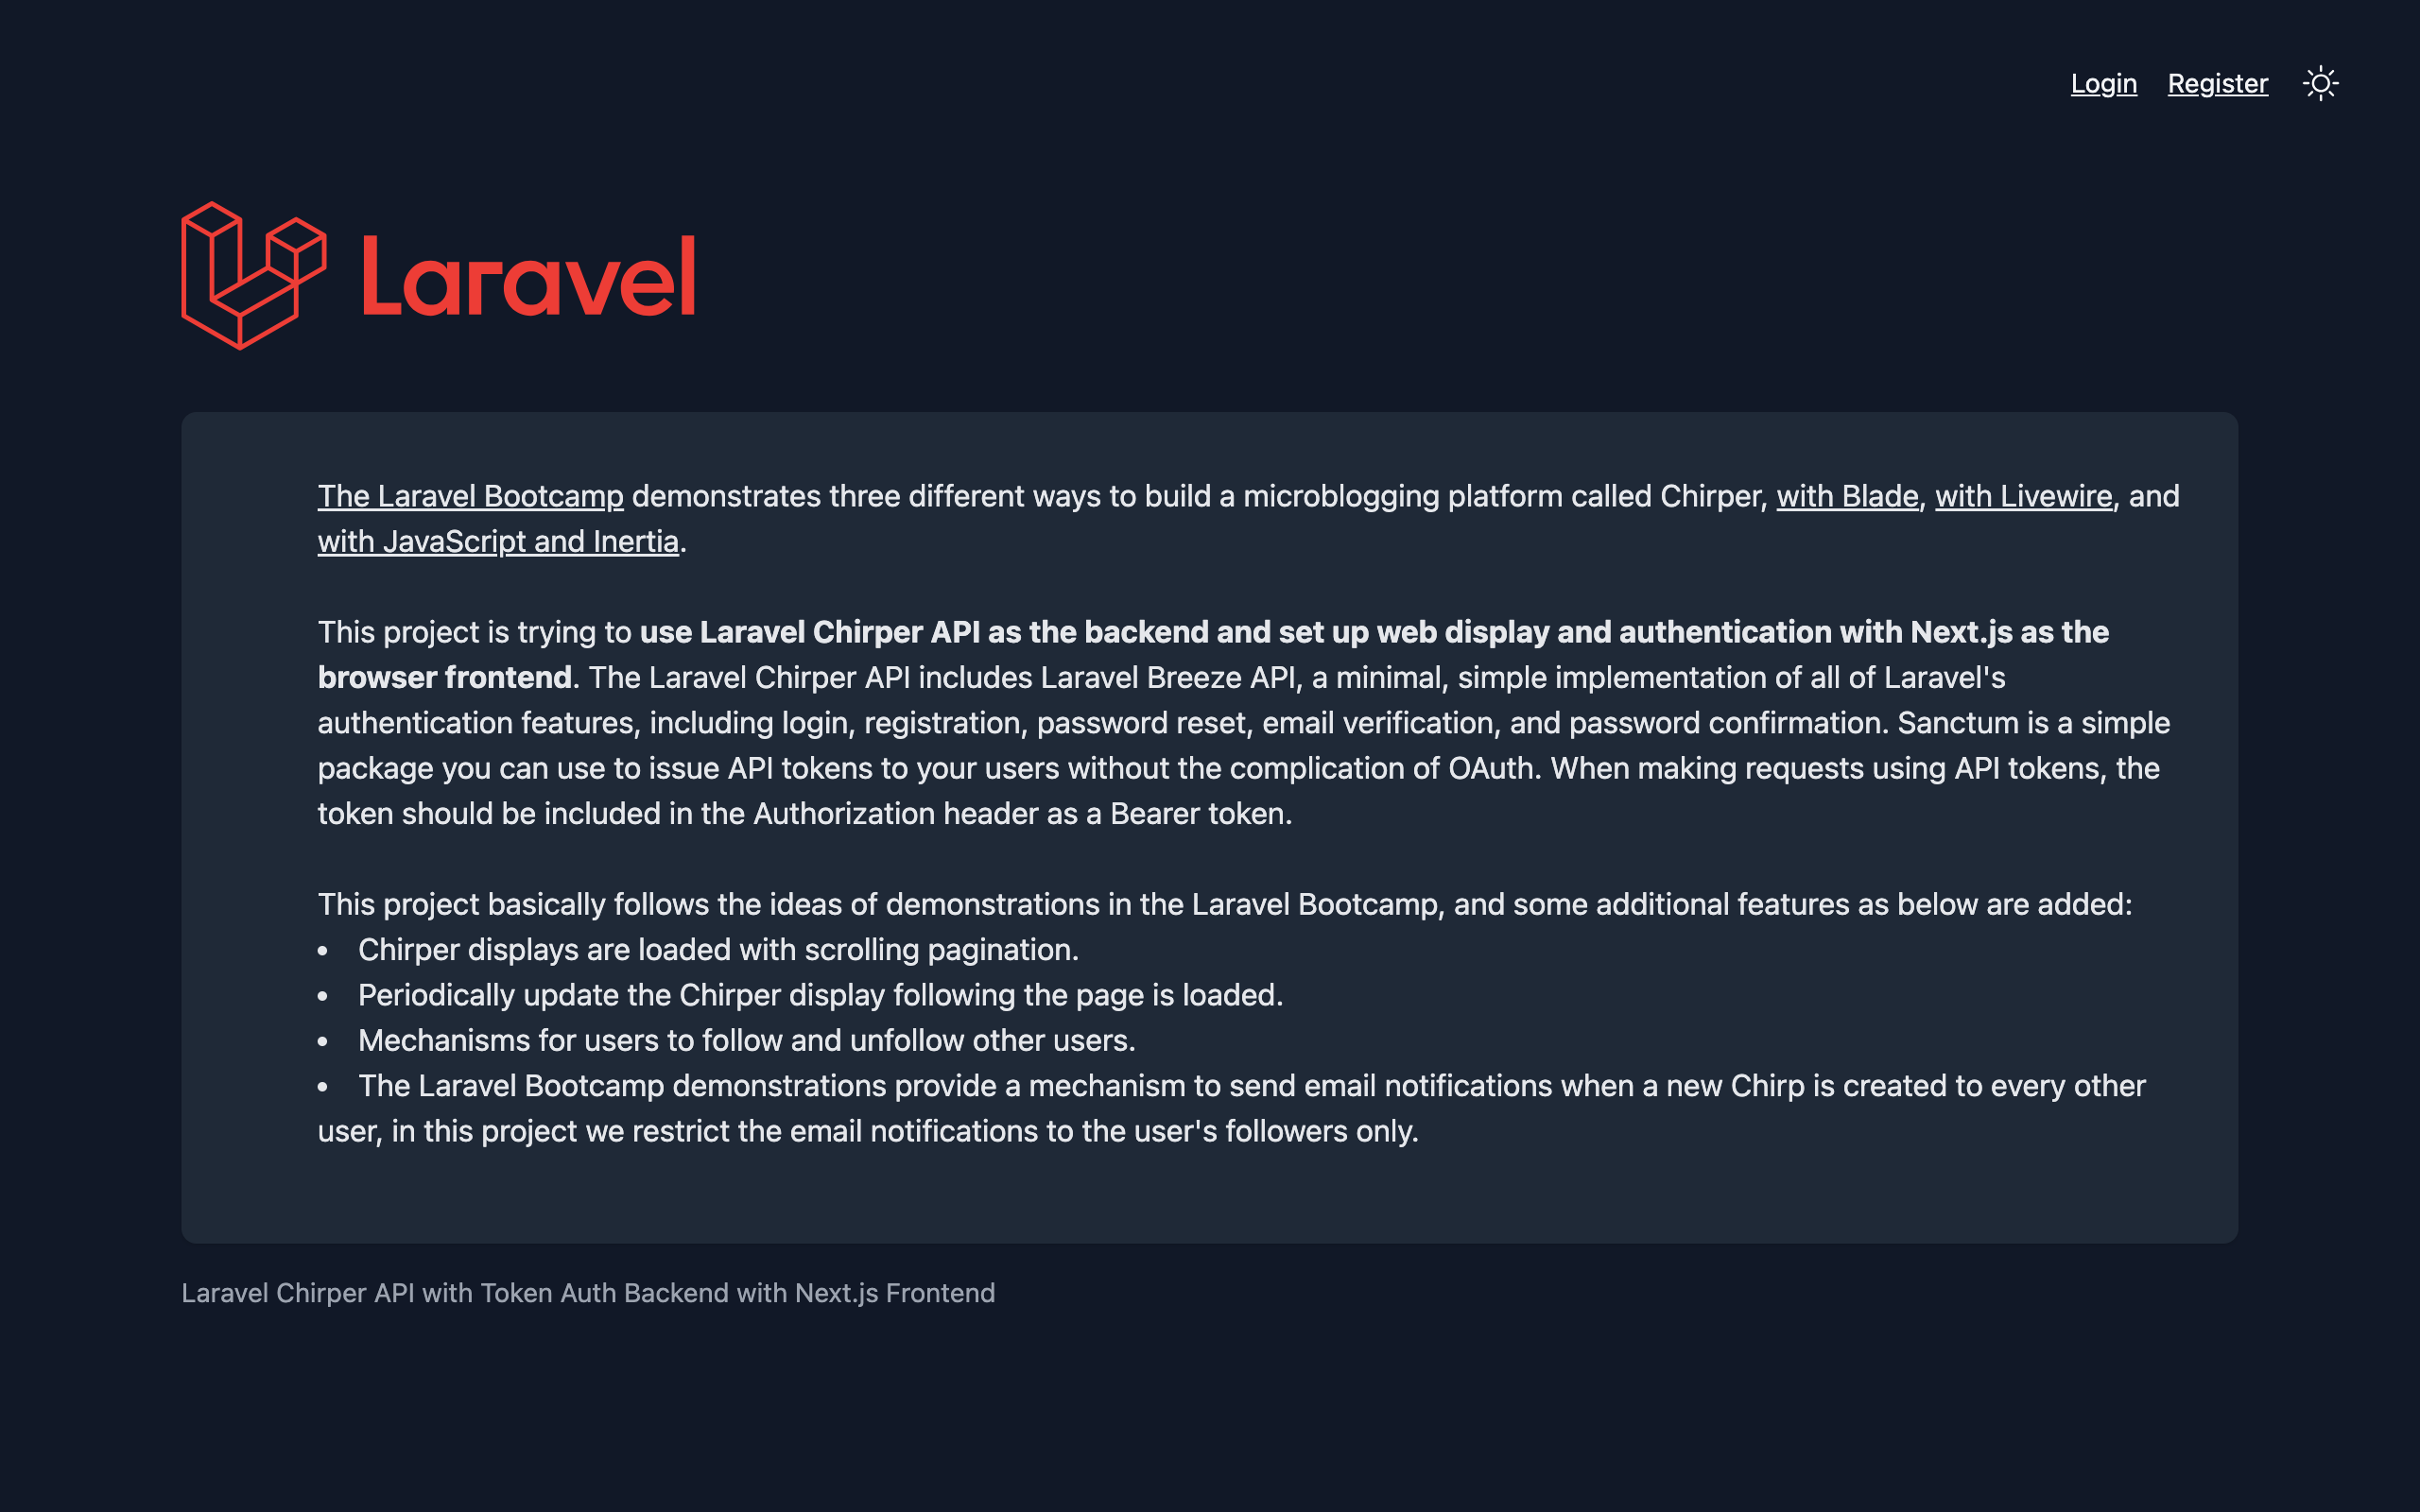 Login Register
Laravel
The Laravel Bootcamp demonstrates three different ways to build a microblogging platform called Chirper, with Blade, with Livewire, and
with JavaScript and Inertia.
This project is trying to use Laravel Chirper API as the backend and set up web display and authentication with Next.js as the
browser frontend. The Laravel Chirper API includes Laravel Breeze API, a minimal, simple implementation of all of Laravel's
authentication features, including login, registration, password reset, email verification, and password confirmation. Sanctum is a simple
package you can use to issue API tokens to your users without the complication of OAuth. When making requests using API tokens, the
token should be included in the Authorization header as a Bearer token.
This project basically follows the ideas of demonstrations in the Laravel Bootcamp, and some additional features as below are added:
• Chirper displays are loaded with scrolling pagination.
• Periodically update the Chirper display following the page is loaded.
• Mechanisms for users to follow and unfollow other users.
• The Laravel Bootcamp demonstrations provide a mechanism to send email notifications when a new Chirp is created to every other
user, in this project we restrict the email notifications to the user's followers only.
Laravel Chirper API with Token Auth Backend with Next.js Frontend